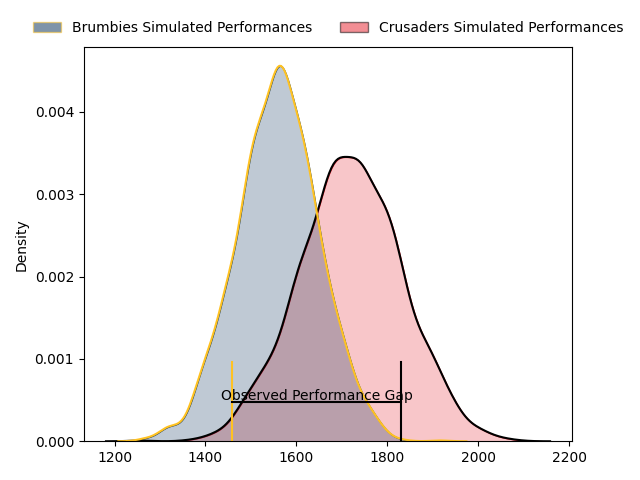 Brumbies Simulated Performances Crusaders Simulated Performances
0.004
0.003
0.002
0.001
0.000
Density
Observed Performance Gap
1200 1400 1600 1800 2000 2200